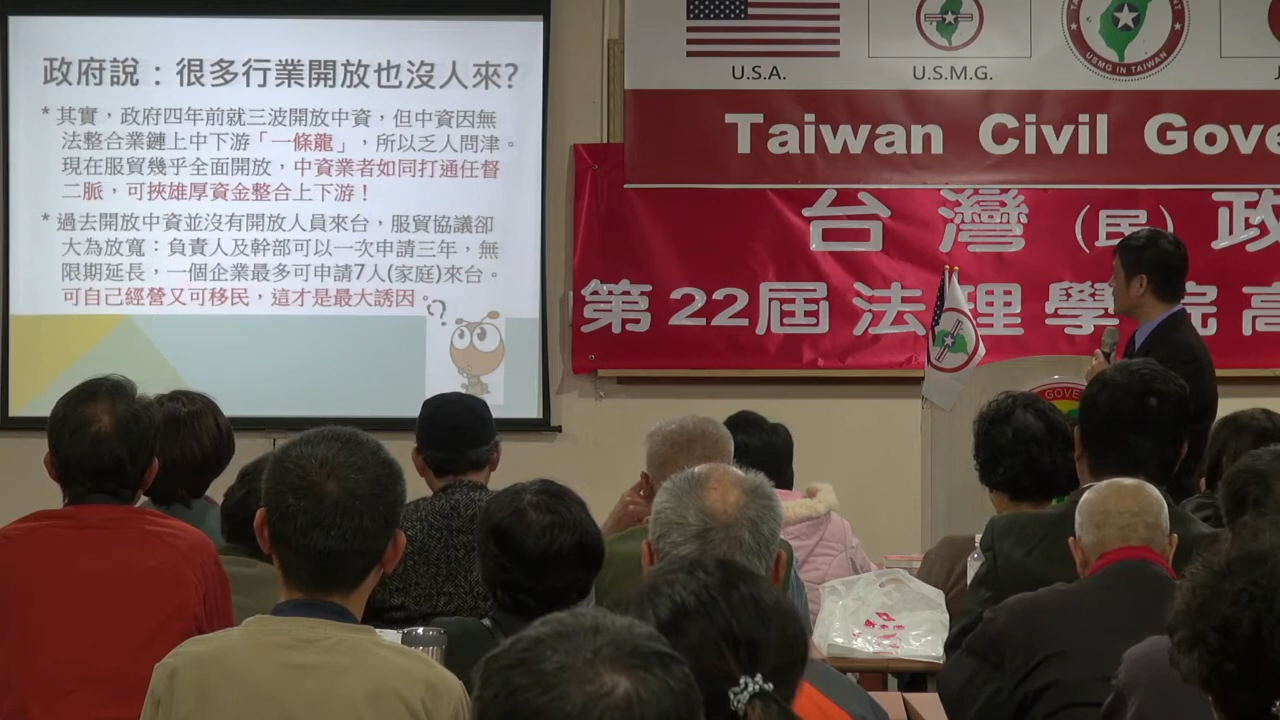 政府說：很多行業開放也沒人來?
* 其實，政府四年前就三波開放中資，但中資因無
法整合業鏈上中下游「一條龍」，所以乏人問津。
現在服貿幾乎全面開放，中資業者如同打通任督
二脈，可挾雄厚資金整合上下游！
* 過去開放中資並沒有開放人員來台，服貿協議卻
大為放寬：負責人及幹部可以一次申請三年，無
限期延長，一個企業最多可申請7人(家庭)來台。
可自己經營又可移民，這才是最大誘因。
U.S.A.
U.S.M.G.
USMG IN TAIWAN
Taiwan Civil Gove
台灣（民）政
第22屆法理學院高
GOVE